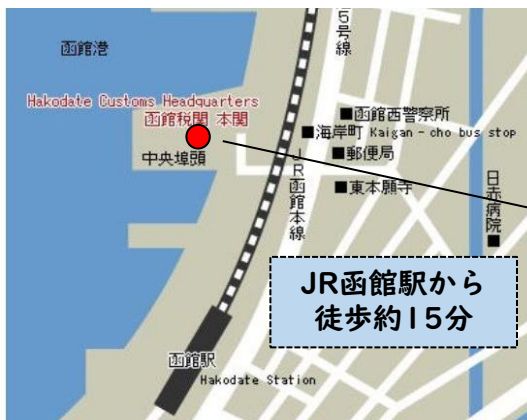 5号線
函館港
Hakodate Customs Headquarters
函館税関 本関
中央埠頭
■函館西警察所
■海岸町 Kaigan - cho bus stop
■郵便局
■東本願寺
JR函館本線
日赤病院■
JR函館駅から
徒歩約15分
函館駅
Hakodate Station